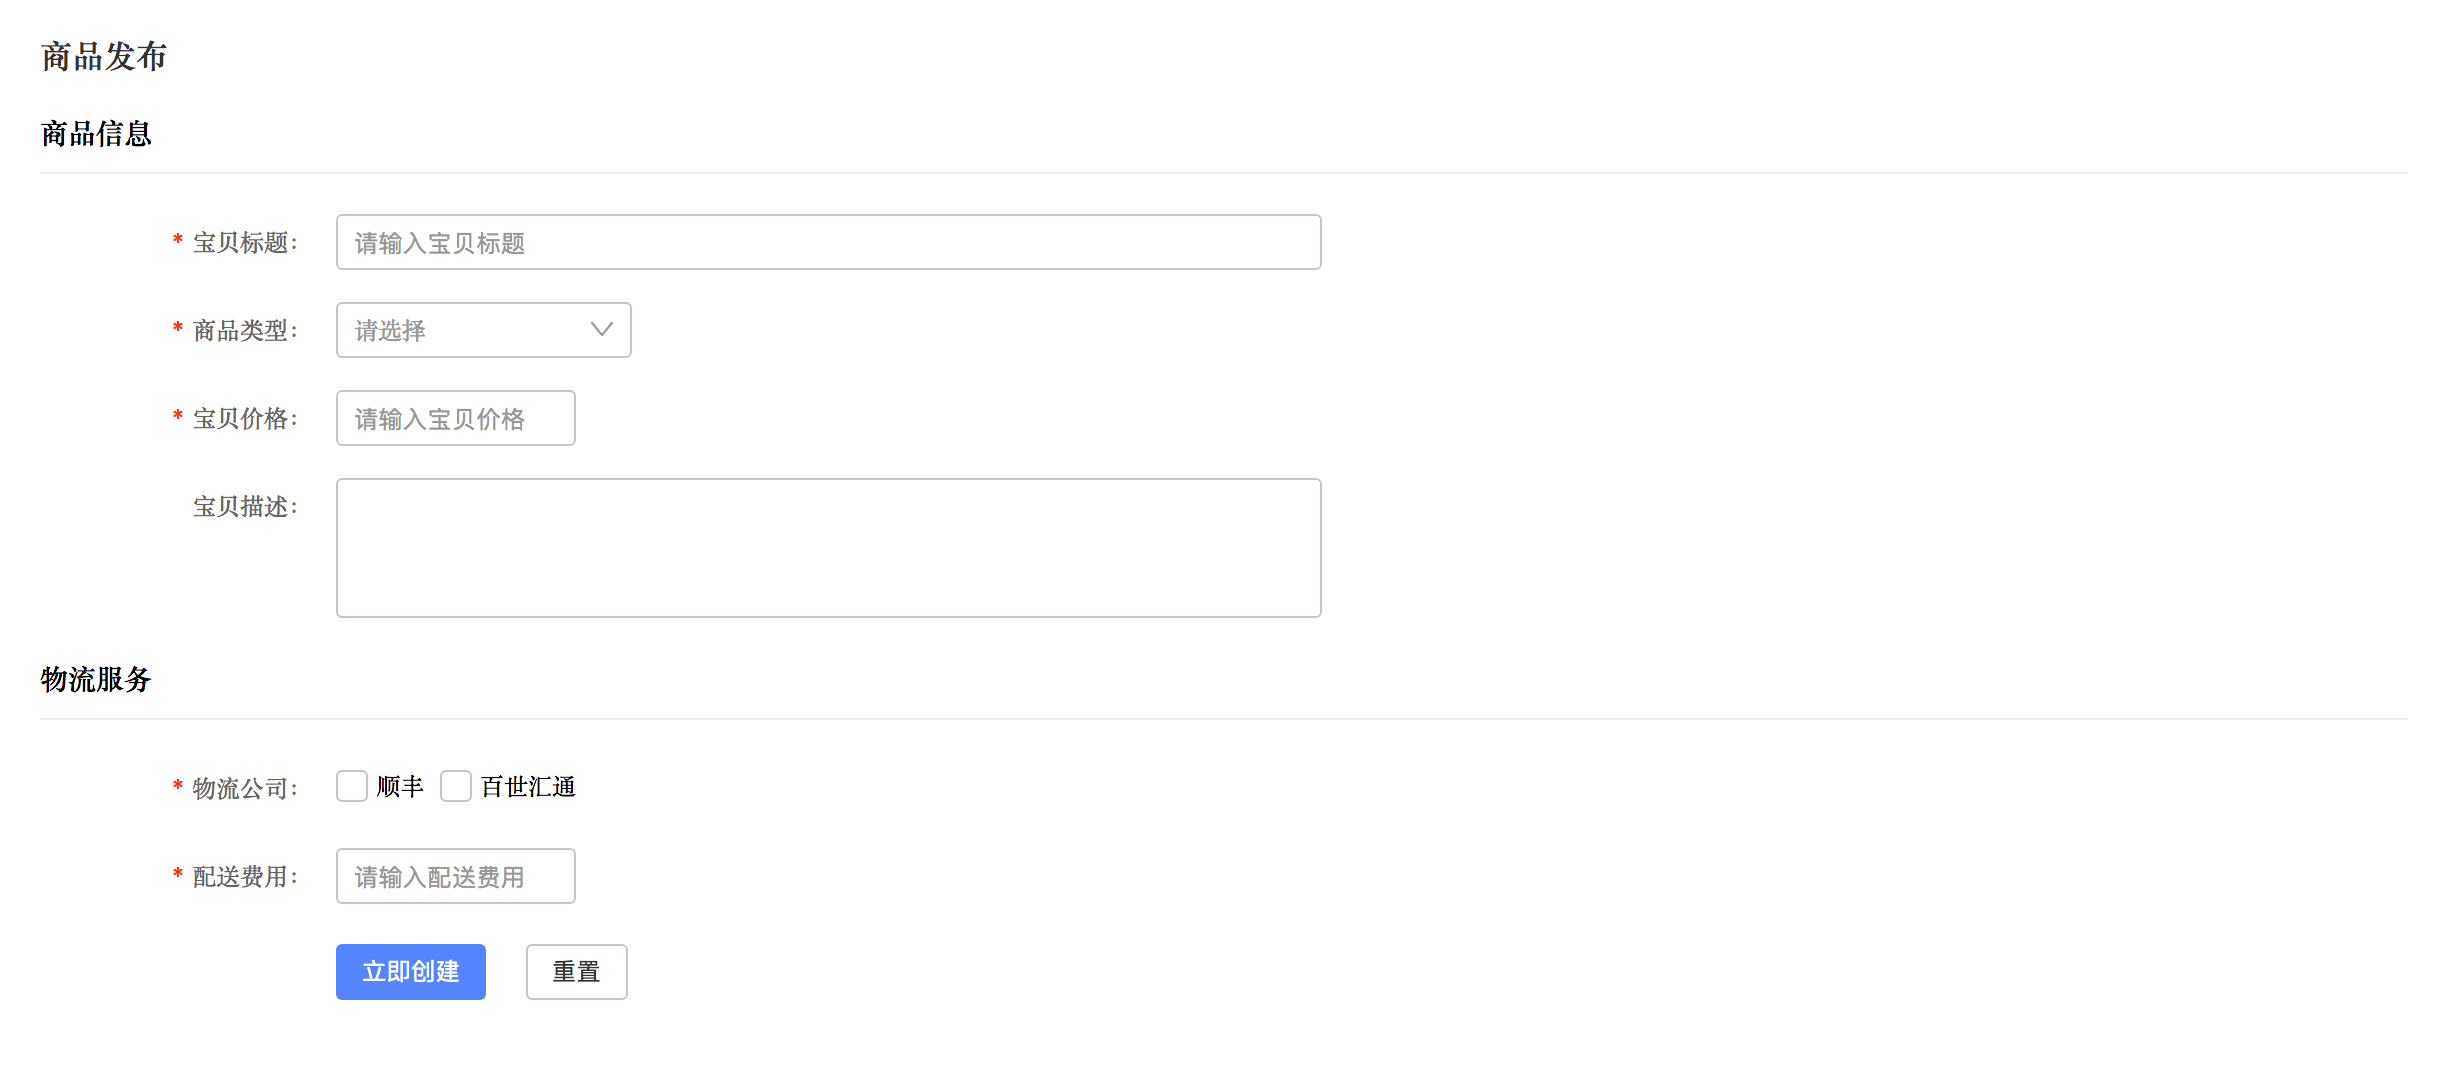 商品发布
商品信息
* 宝贝标题： 请输入宝贝标题
* 商品类型： 请选择
* 宝贝价格： 请输入宝贝价格
宝贝描述：
物流服务
* 物流公司： 顺丰 百世汇通
* 配送费用： 请输入配送费用
立即创建 重置